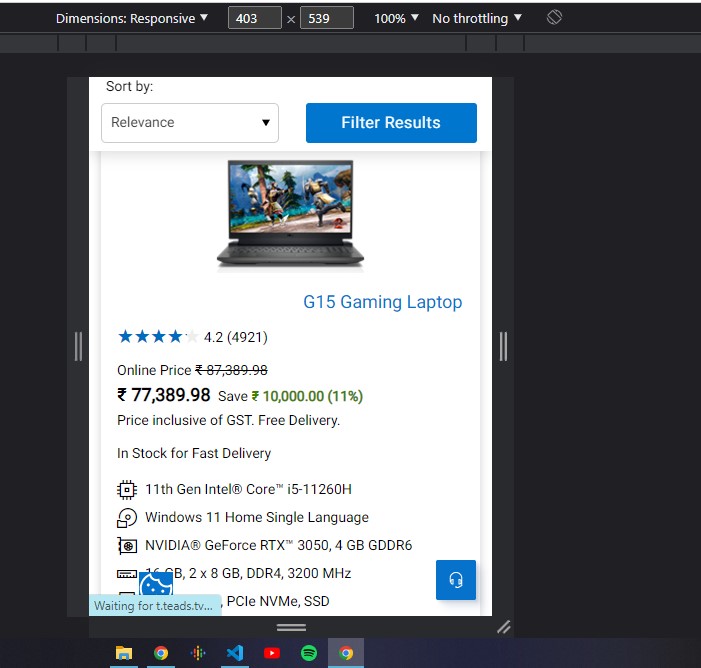 Dimensions: Responsive ▼ 403 × 539 100% ▼ No throttling ▼
Sort by:
Relevance ▼ Filter Results
G15 Gaming Laptop
4.2 (4921)
Online Price ₹ 87,389.98
₹ 77,389.98 Save ₹ 10,000.00 (11%)
Price inclusive of GST. Free Delivery.
In Stock for Fast Delivery
11th Gen Intel® Core™ i5-11260H
Windows 11 Home Single Language
NVIDIA® GeForce RTX™ 3050, 4 GB GDDR6
16 GB, 2 x 8 GB, DDR4, 3200 MHz
Waiting for t.teads.tv... , PCIe NVMe, SSD